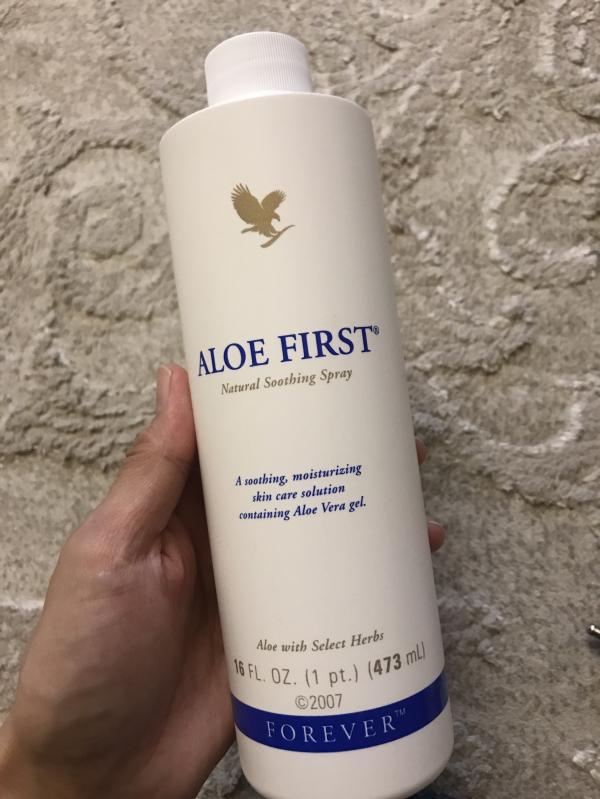 ALOE FIRST®
Natural Soothing Spray
A soothing, moisturizing
skin care solution
containing Aloe Vera gel.
Aloe with Select Herbs
16 FL. OZ. (1 pt.) (473 mL)
©2007
FOREVER™